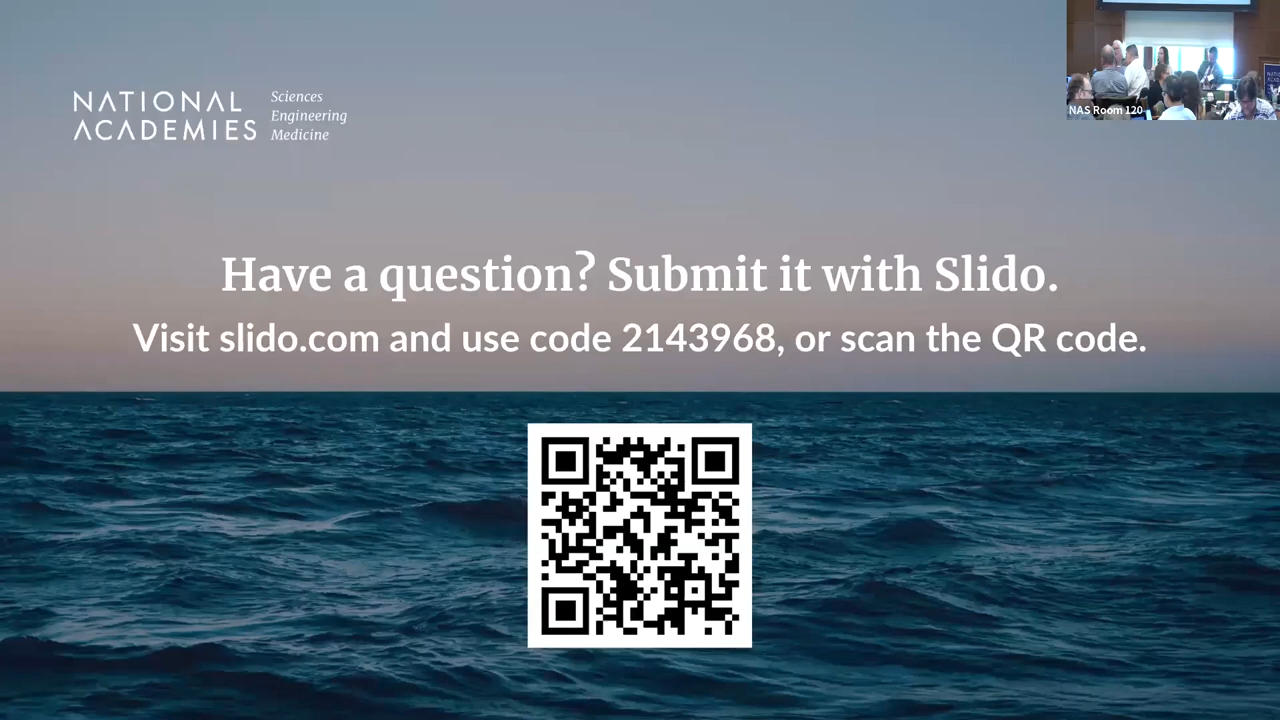 NATIONAL
ACADEMIES
Sciences
Engineering
Medicine
NAS Room 120
Have a question? Submit it with Slido.
Visit slido.com and use code 2143968, or scan the QR code.